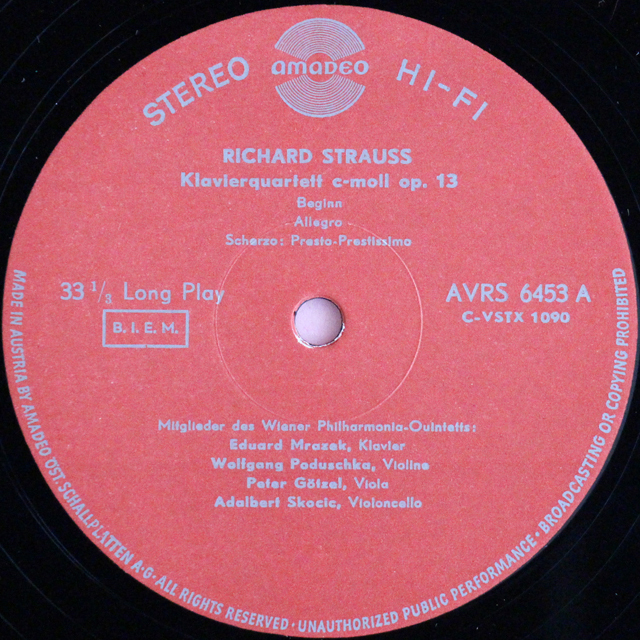 STEREO amadeo HI-FI
RICHARD STRAUSS
Klavierquartett c-moll op. 13
Beginn
Allegro
Scherzo: Presto-Prestissimo
33 1/3 Long Play
B.I.E.M.
AVRS 6453 A
C-VSTX 1090
Mitglieder des Wiener Philharmonia-Quintetts:
Eduard Mrazek, Klavier
Wolfgang Poduschka, Violine
Peter Götzel, Viola
Adalbert Skocic, Violoncello
MADE IN AUSTRIA BY AMADEO ÖST. SCHALLPLATTEN A·G · ALL RIGHTS RESERVED · UNAUTHORIZED PUBLIC PERFORMANCE · BROADCASTING OR COPYING PROHIBITED